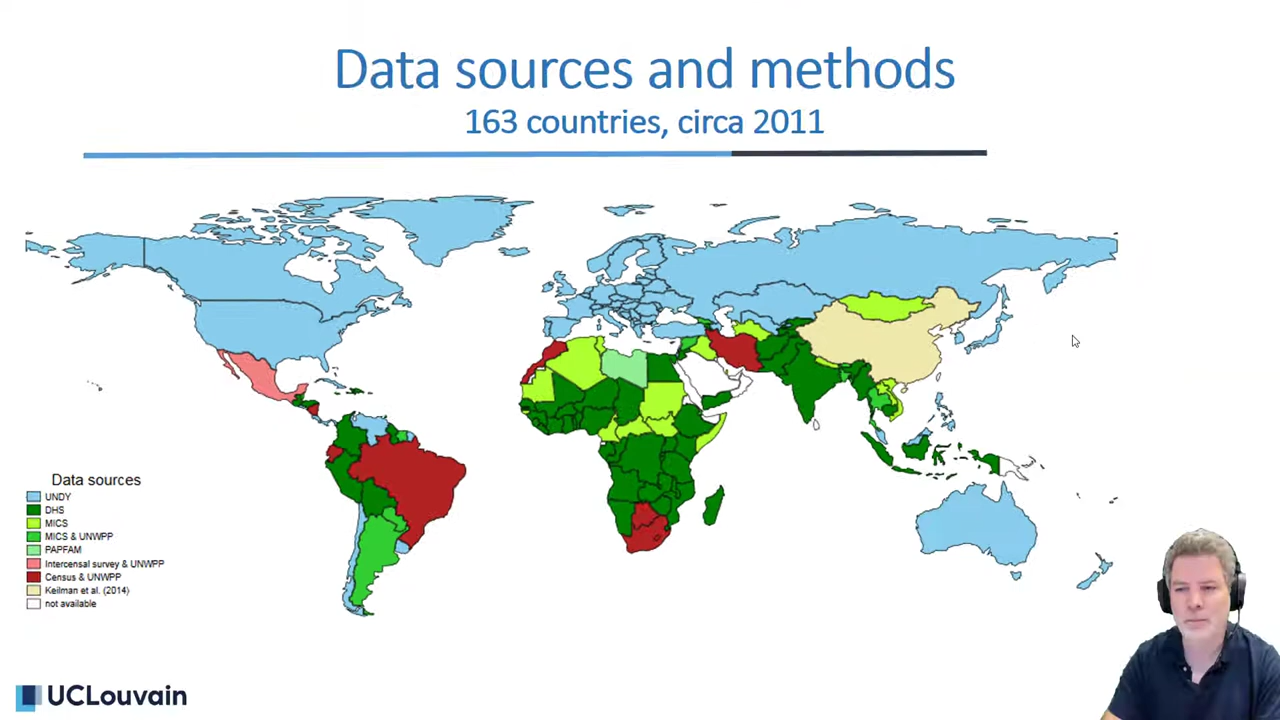 Data sources and methods
163 countries, circa 2011
Data sources
UNDY
DHS
MICS
MICS & UNWPP
PAPFAM
Intercensal survey & UNWPP
Census & UNWPP
Keilman et al. (2014)
not available
UCLouvain